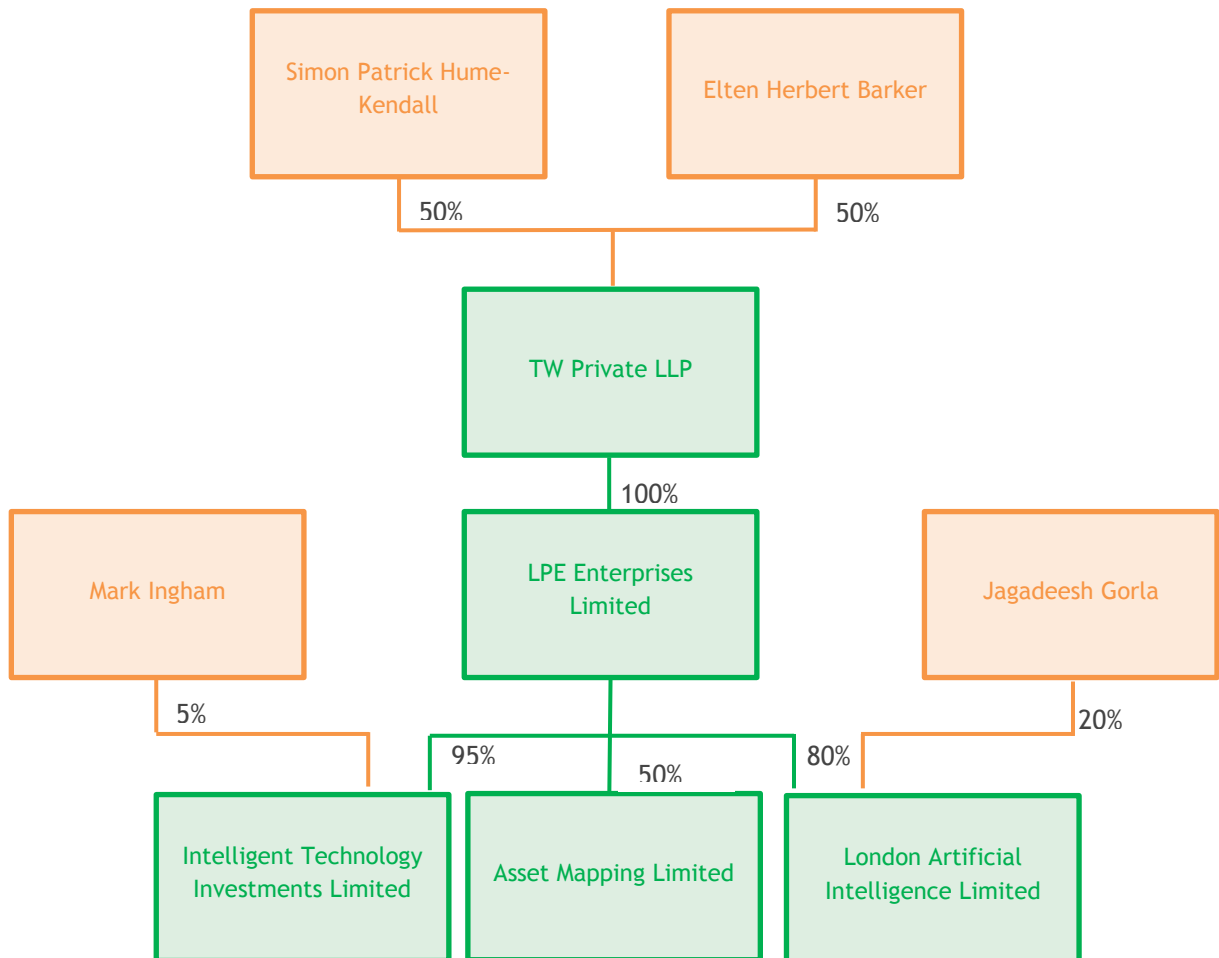 Simon Patrick Hume-
Kendall
Elten Herbert Barker
50%
50%
TW Private LLP
100%
Mark Ingham
LPE Enterprises
Limited
Jagadeesh Gorla
5%
20%
95%
50%
80%
Intelligent Technology
Investments Limited
Asset Mapping Limited
London Artificial
Intelligence Limited